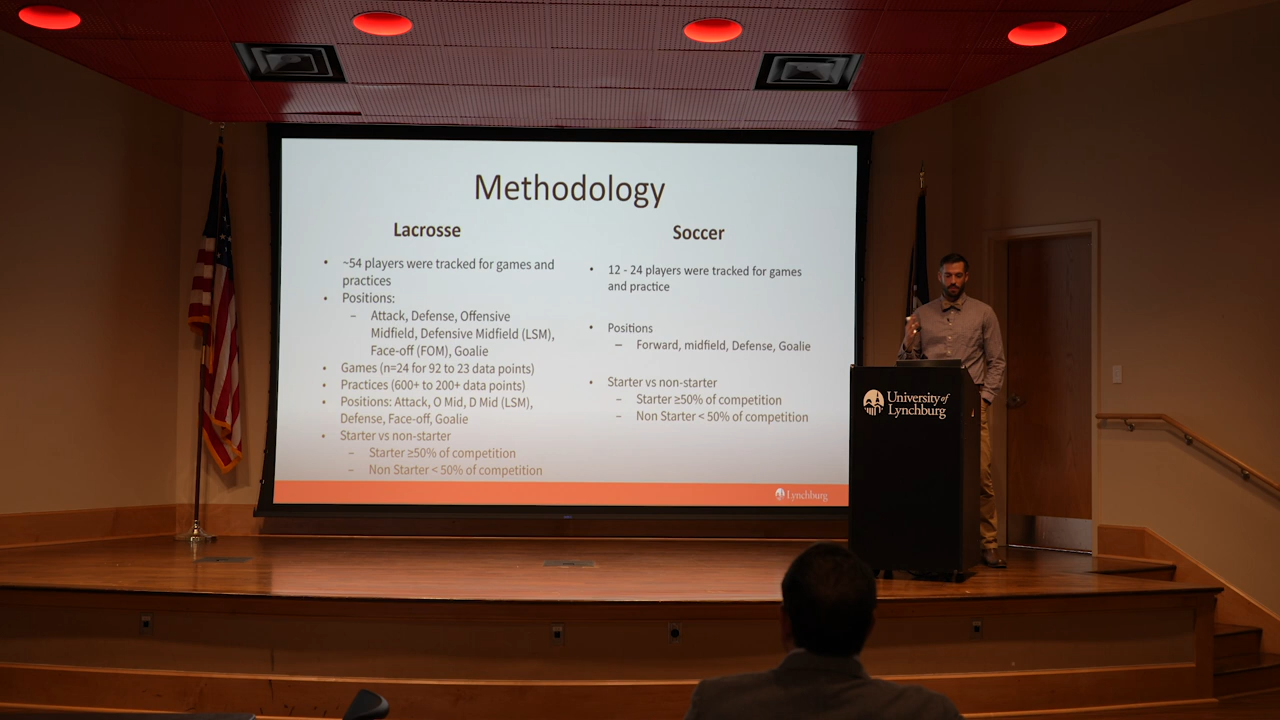 Methodology
Lacrosse
• ~54 players were tracked for games and
practices
• Positions:
– Attack, Defense, Offensive
Midfield, Defensive Midfield (LSM),
Face-off (FOM), Goalie
• Games (n=24 for 92 to 23 data points)
• Practices (600+ to 200+ data points)
• Positions: Attack, O Mid, D Mid (LSM),
Defense, Face-off, Goalie
• Starter vs non-starter
– Starter ≥50% of competition
– Non Starter < 50% of competition
Soccer
• 12 - 24 players were tracked for games
and practice
• Positions
– Forward, midfield, Defense, Goalie
• Starter vs non-starter
– Starter ≥50% of competition
– Non Starter < 50% of competition
Lynchburg
University of
Lynchburg